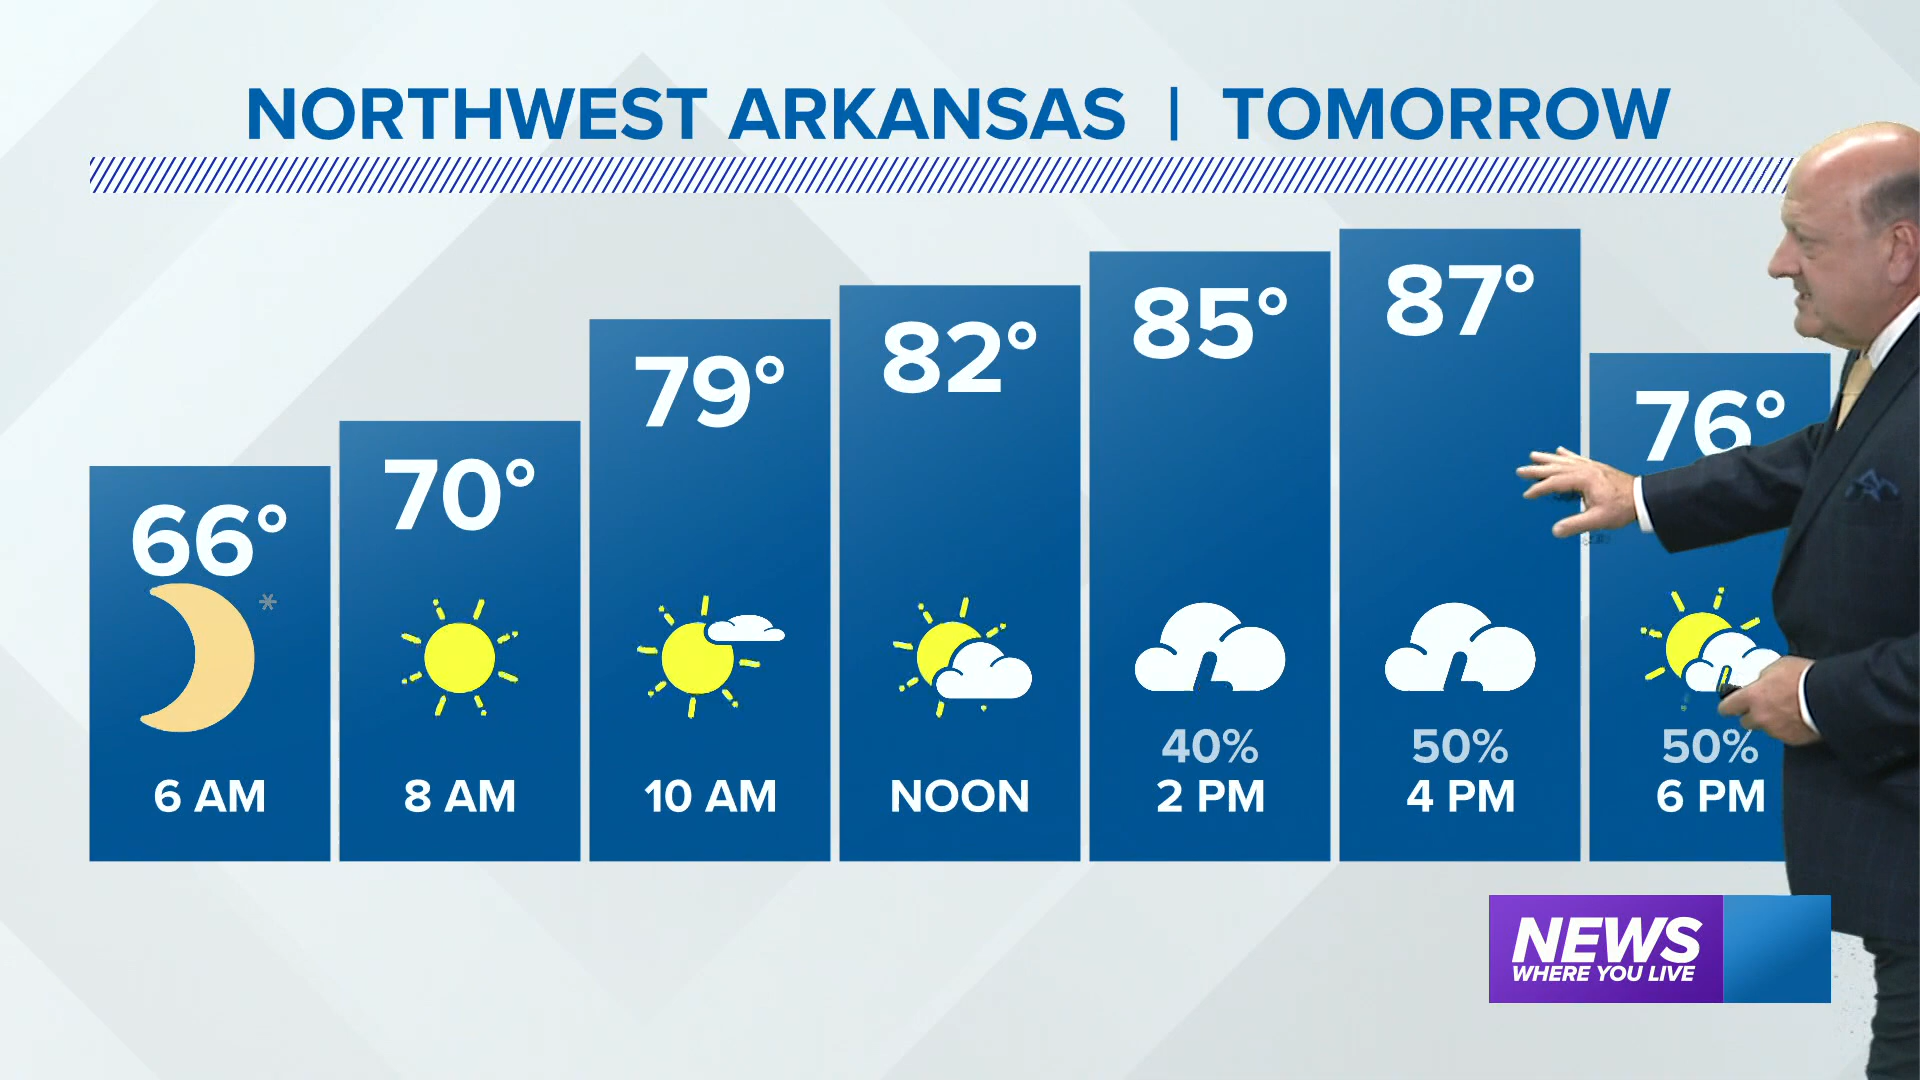 NORTHWEST ARKANSAS | TOMORROW
66° 70° 79° 82° 85° 87° 76°
40% 50% 50%
6 AM 8 AM 10 AM NOON 2 PM 4 PM 6 PM
NEWS
WHERE YOU LIVE